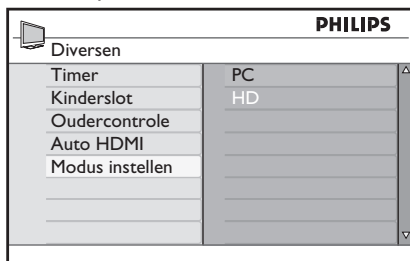 PHILIPS
Diversen
Timer
PC
Kinderslot
HD
Oudercontrole
Auto HDMI
Modus instellen